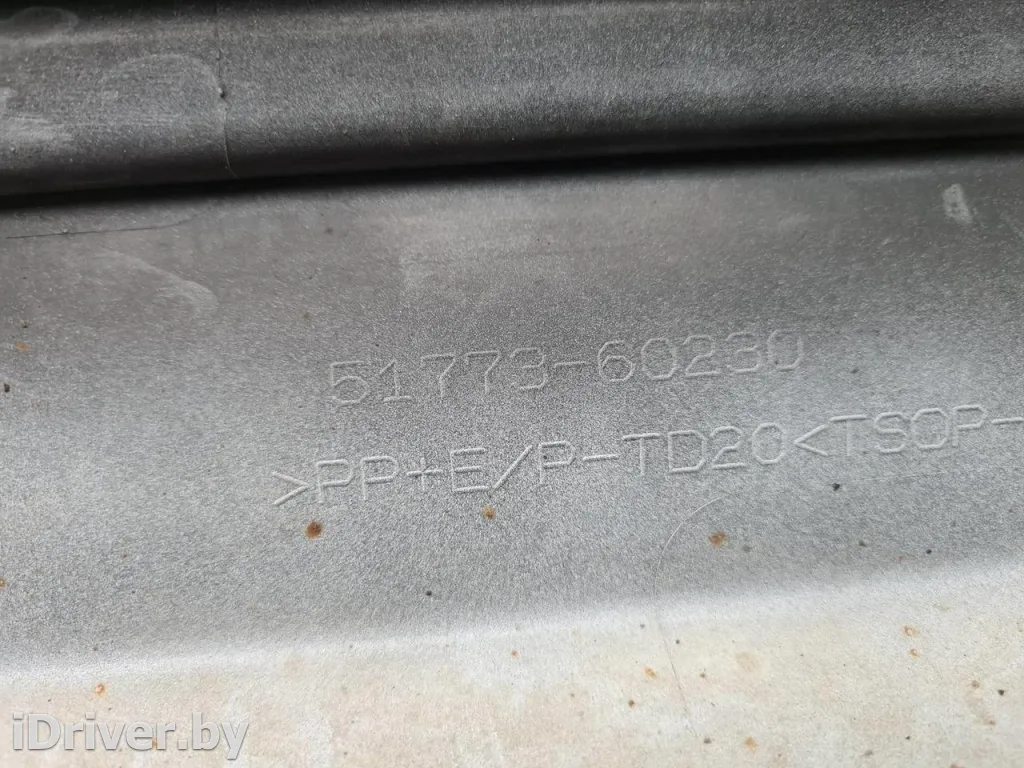 51773-60230
>PP+E/P-TD20<TSOP-
iDriver.by